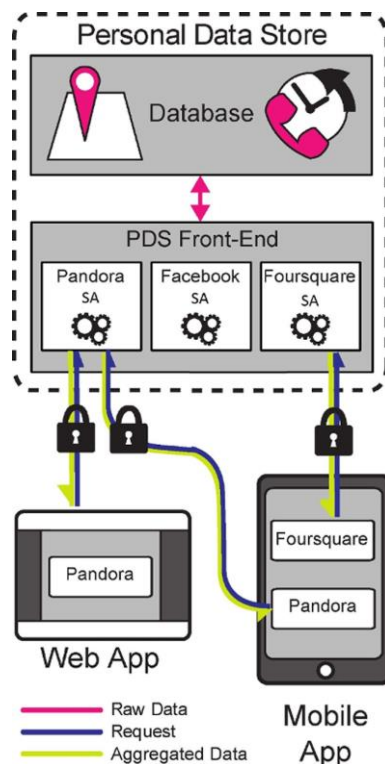 Personal Data Store
Database
PDS Front-End
Pandora
SA
Facebook
SA
Foursquare
SA
Pandora
Web App
Foursquare
Pandora
Mobile
App
Raw Data
Request
Aggregated Data